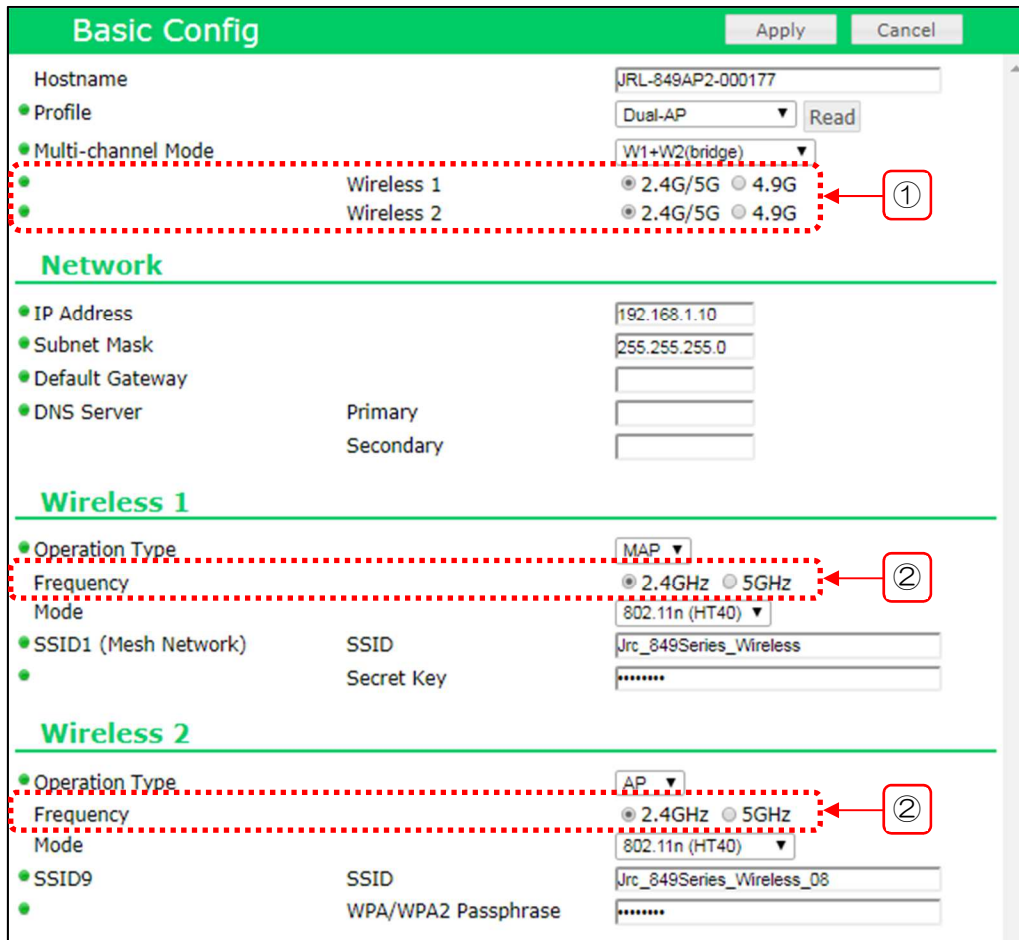 Basic Config Apply Cancel
Hostname JRL-849AP2-000177
Profile Dual-AP Read
Multi-channel Mode W1+W2(bridge)
Wireless 1 2.4G/5G 4.9G ①
Wireless 2 2.4G/5G 4.9G
Network
IP Address 192.168.1.10
Subnet Mask 255.255.255.0
Default Gateway
DNS Server Primary
Secondary
Wireless 1
Operation Type MAP
Frequency 2.4GHz 5GHz ②
Mode 802.11n (HT40)
SSID1 (Mesh Network) SSID Jrc_849Series_Wireless
Secret Key ••••••••
Wireless 2
Operation Type AP
Frequency 2.4GHz 5GHz ②
Mode 802.11n (HT40)
SSID9 SSID Jrc_849Series_Wireless_08
WPA/WPA2 Passphrase ••••••••